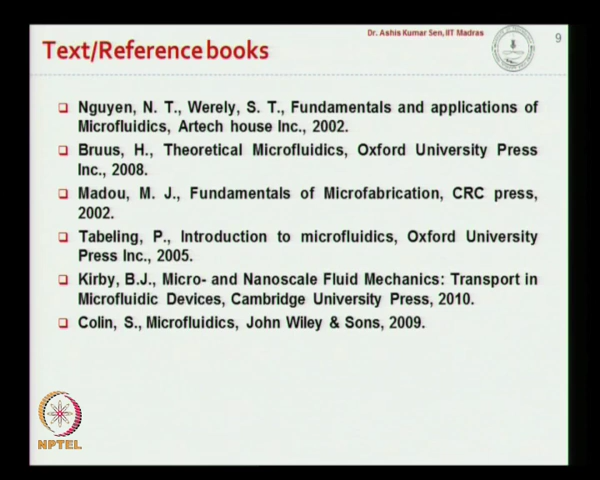 Dr. Ashis Kumar Sen, IIT Madras
9
Text/Reference books
Nguyen, N. T., Werely, S. T., Fundamentals and applications of
Microfluidics, Artech house Inc., 2002.
Bruus, H., Theoretical Microfluidics, Oxford University Press
Inc., 2008.
Madou, M. J., Fundamentals of Microfabrication, CRC press,
2002.
Tabeling, P., Introduction to microfluidics, Oxford University
Press Inc., 2005.
Kirby, B.J., Micro- and Nanoscale Fluid Mechanics: Transport in
Microfluidic Devices, Cambridge University Press, 2010.
Colin, S., Microfluidics, John Wiley & Sons, 2009.
NPTEL